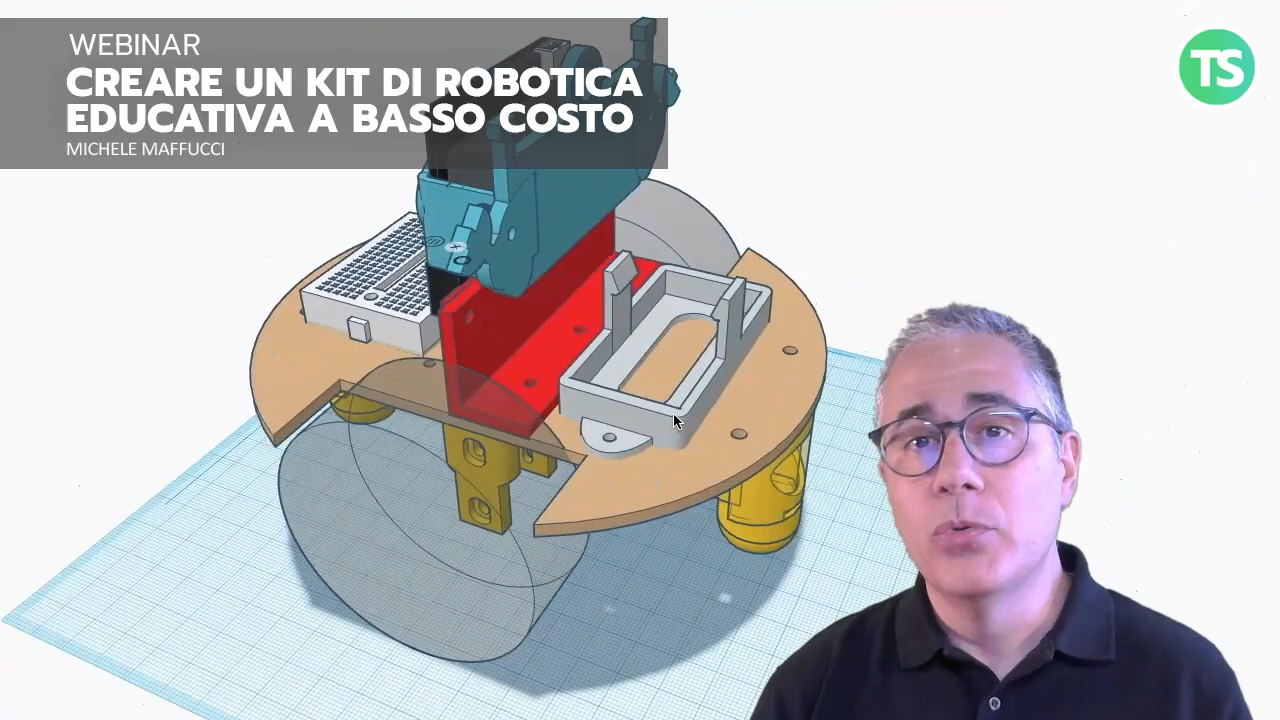 WEBINAR
CREARE UN KIT DI ROBOTICA
EDUCATIVA A BASSO COSTO
MICHELE MAFFUCCI
TS